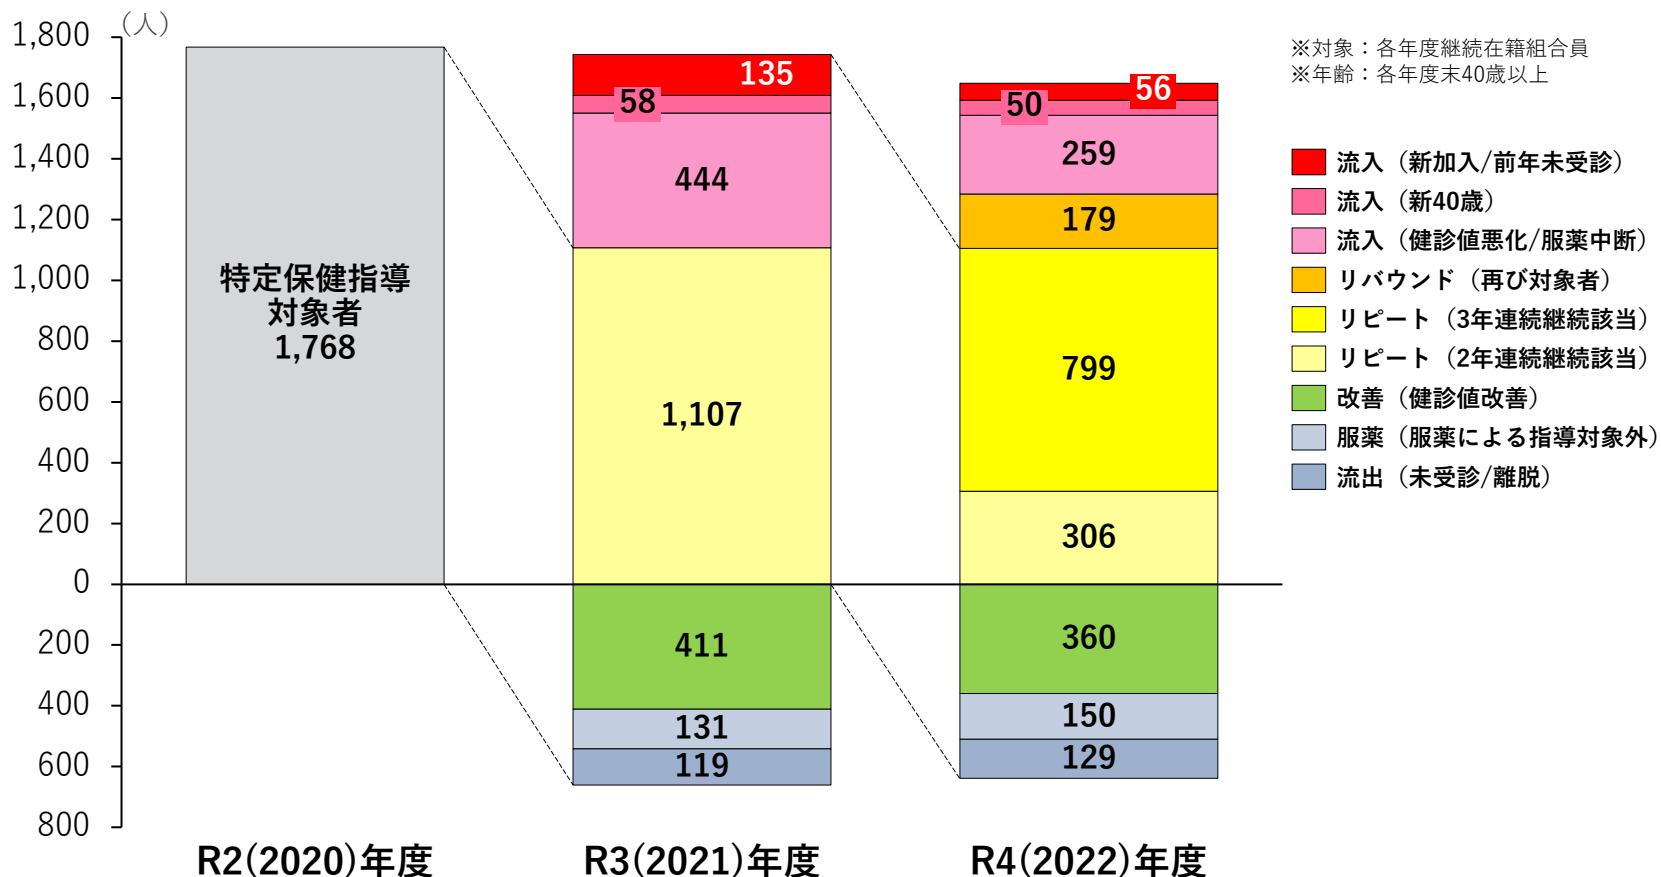 (人)
1,800
1,600
1,400
1,200
1,000
800
600
400
200
0
200
400
600
800
特定保健指導
対象者
1,768
135
58
444
1,107
411
131
119
56
50
259
179
799
306
360
150
129
R2(2020)年度
R3(2021)年度
R4(2022)年度
※対象：各年度継続在籍組合員
※年齢：各年度末40歳以上
流入（新加入/前年未受診）
流入（新40歳）
流入（健診値悪化/服薬中断）
リバウンド（再び対象者）
リピート（3年連続継続該当）
リピート（2年連続継続該当）
改善（健診値改善）
服薬（服薬による指導対象外）
流出（未受診/離脱）